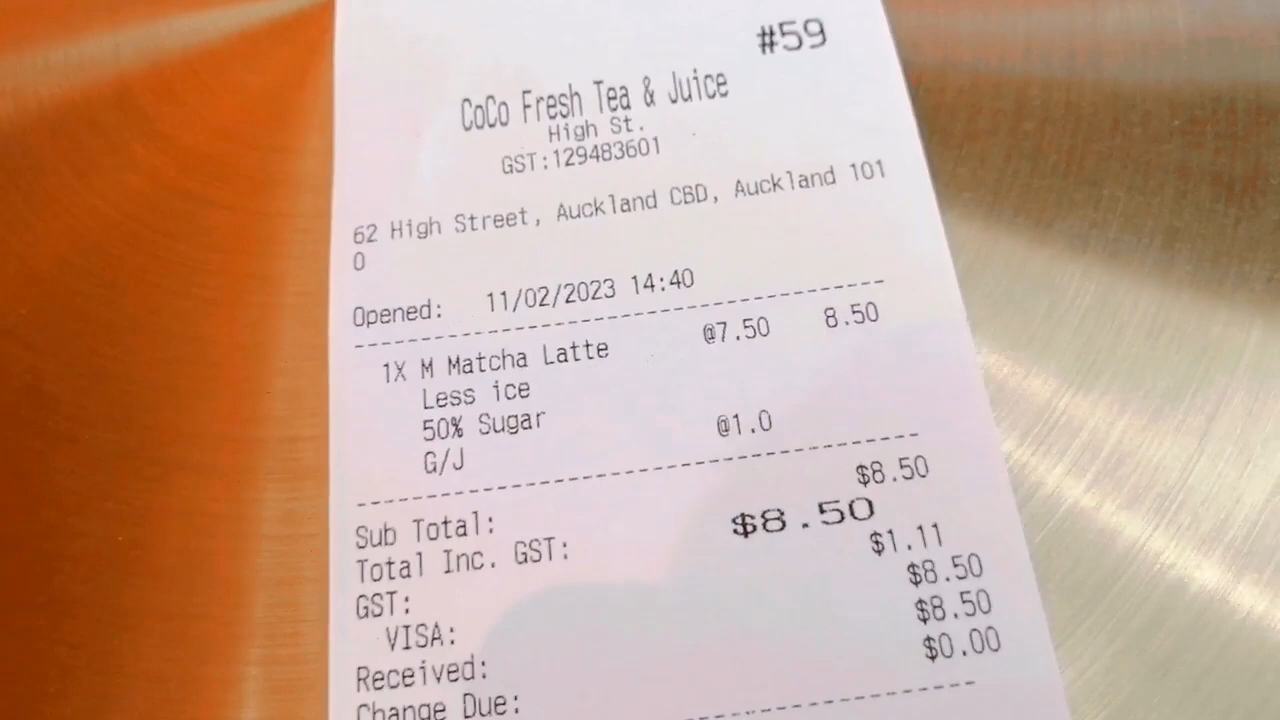 #59
CoCo Fresh Tea & Juice
High St.
GST:129483601
62 High Street, Auckland CBD, Auckland 101
0
Opened: 11/02/2023 14:40
1X M Matcha Latte @7.50 8.50
Less ice
50% Sugar
G/J @1.0
Sub Total: $8.50
Total Inc. GST: $8.50
GST: $1.11
VISA: $8.50
Received: $8.50
Change Due: $0.00